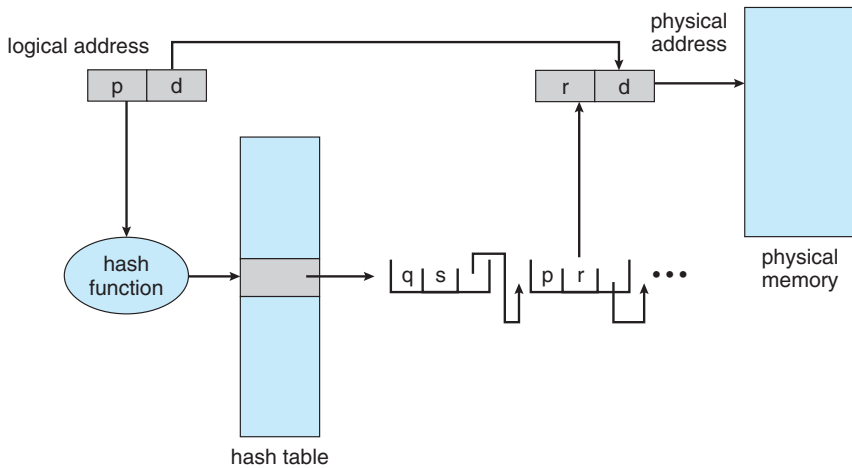 logical address
physical
address
p d
r d
hash
function
q s
p r
•••
physical
memory
hash table